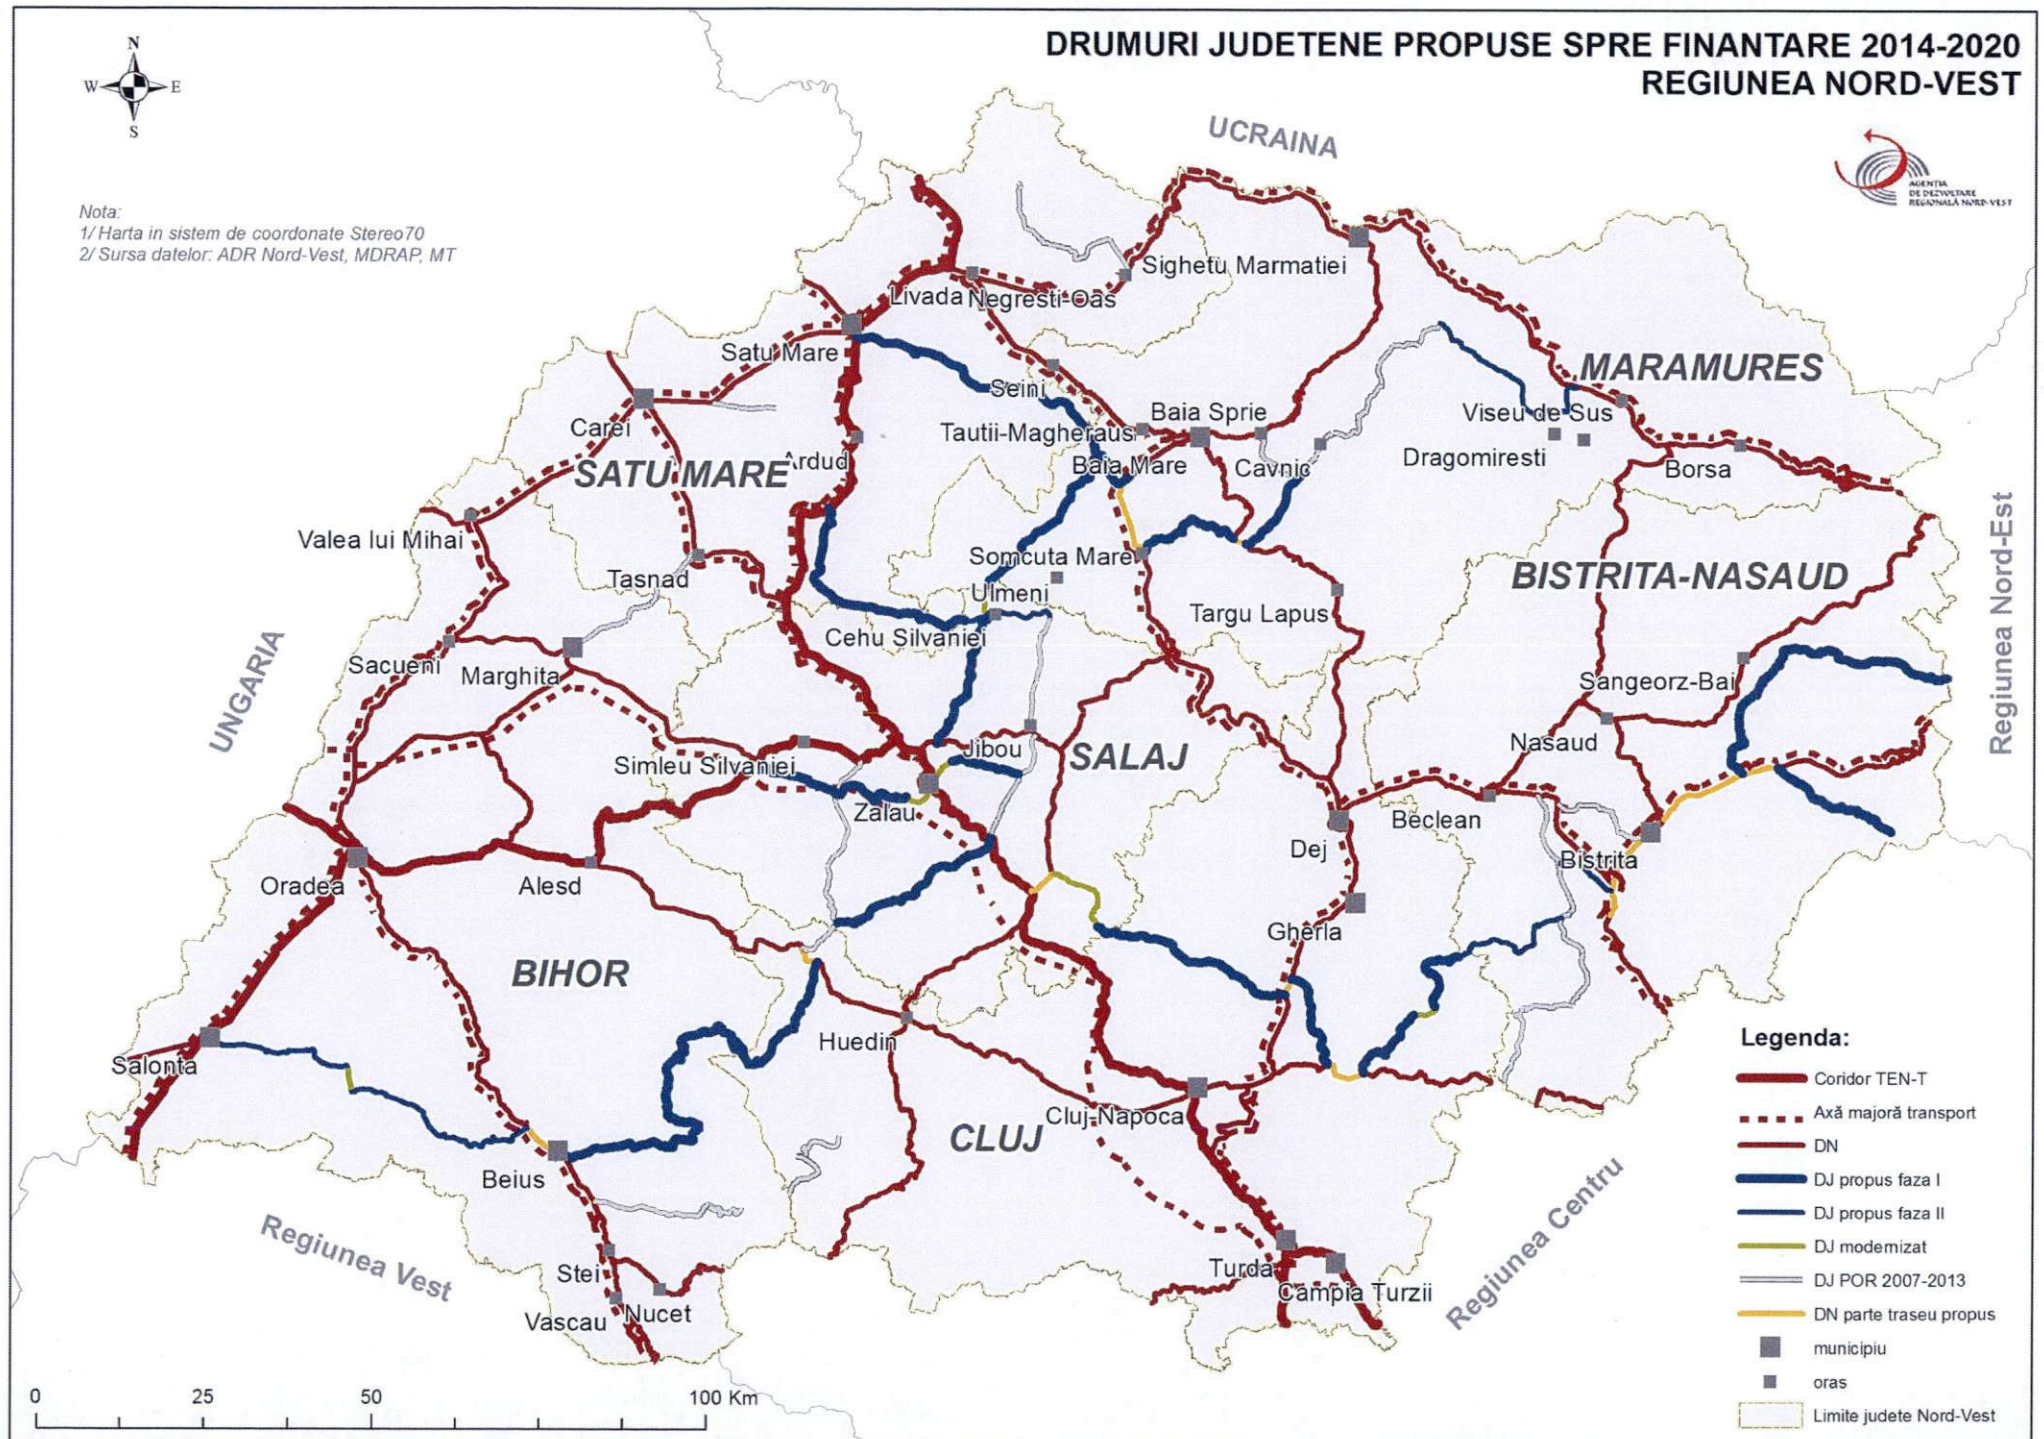 DRUMURI JUDETENE PROPUSE SPRE FINANTARE 2014-2020
REGIUNEA NORD-VEST
N
W
E
S
AGENŢIA
DE DEZVOLTARE
REGIONALĂ NORD-VEST
Nota:
1/ Harta in sistem de coordonate Stereo70
2/ Sursa datelor: ADR Nord-Vest, MDRAP, MT
UCRAINA
Sighetu Marmatiei
Livada
Negresti-Oas
Satu Mare
MARAMURES
Seini
Carei
Baia Sprie
Viseu de Sus
Tautii-Magheraus
Ardud
SATU MARE
Baia Mare
Cavnic
Dragomiresti
Borsa
Valea lui Mihai
Somcuta Mare
Tasnad
BISTRITA-NASAUD
Ulmeni
Targu Lapus
Cehu Silvaniei
Regiunea Nord-Est
UNGARIA
Sacueni
Marghita
Sangeorz-Bai
Nasaud
Jibou
SALAJ
Simleu Silvaniei
Zalau
Beclean
Dej
Bistrita
Oradea
Alesd
Gherla
BIHOR
Huedin
Salonta
Cluj-Napoca
CLUJ
Beius
Regiunea Vest
Regiunea Centru
Stei
Turda
Campia Turzii
Vascau
Nucet
Legenda:
Coridor TEN-T
Axă majoră transport
DN
DJ propus faza I
DJ propus faza II
DJ modernizat
DJ POR 2007-2013
DN parte traseu propus
municipiu
oras
Limite judete Nord-Vest
0 25 50 100 Km